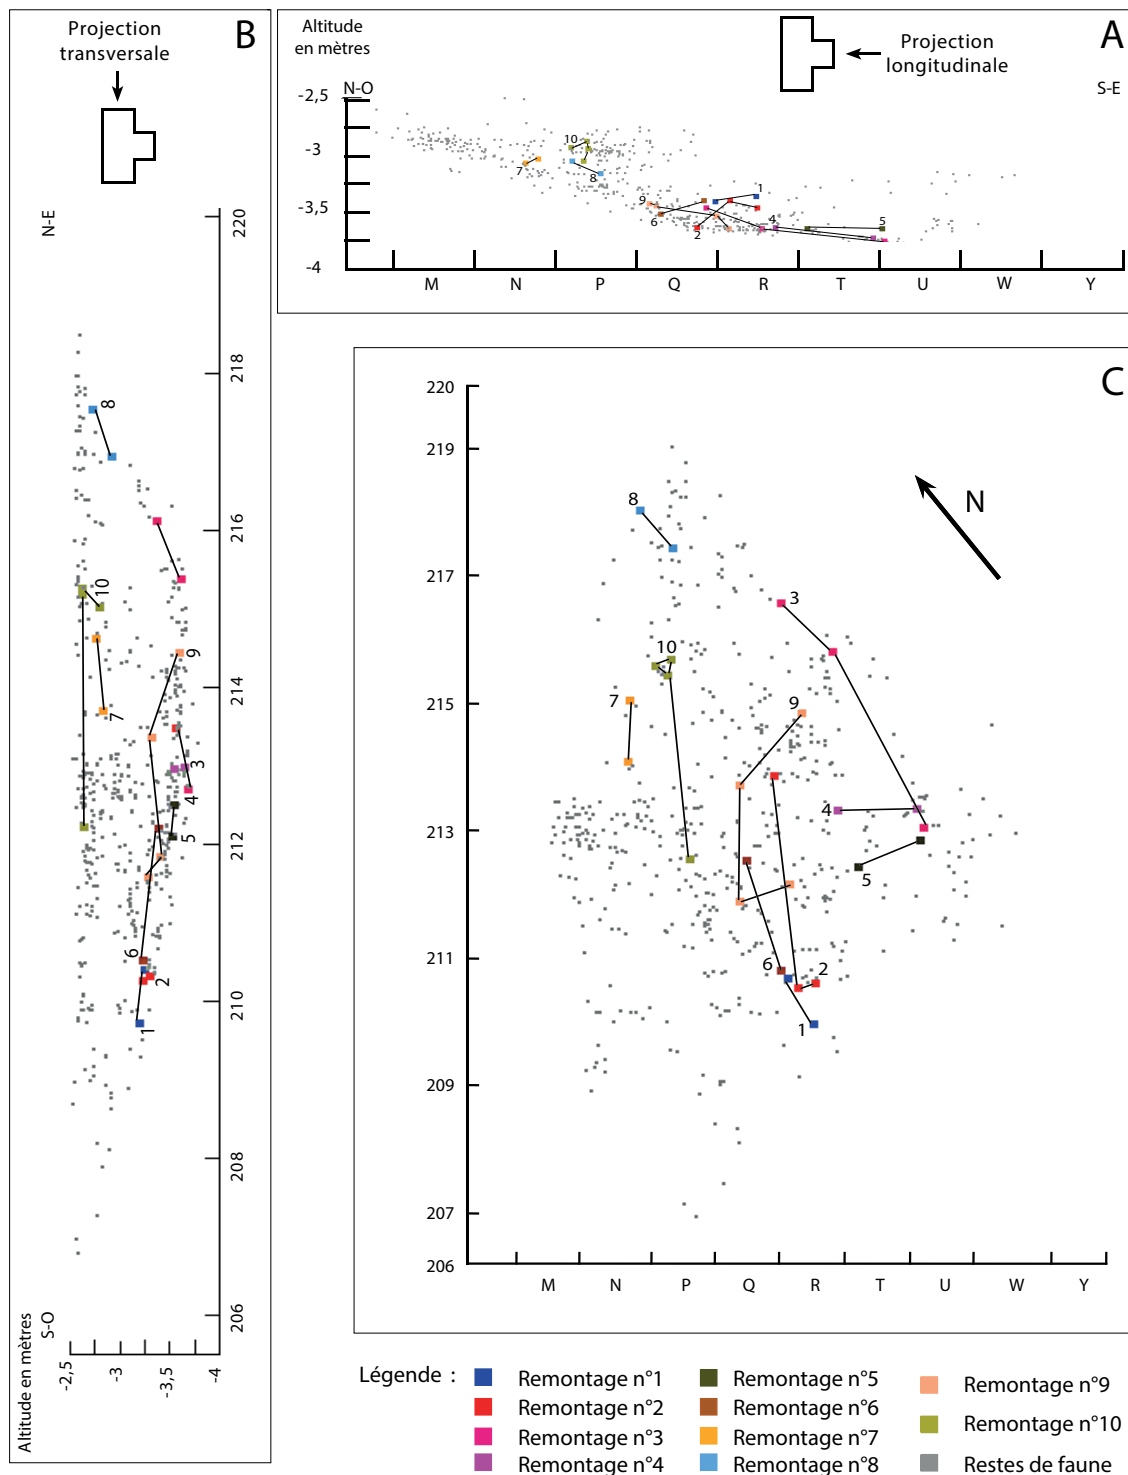 Projection
transversale
B
N-E
220
218
216
214
212
210
208
206
8
10
7
9
3
4
5
6
2
1
S-O
-2,5
-3
-3,5
-4
Altitude en mètres
Altitude
en mètres
A
Projection
longitudinale
N-O
S-E
-2,5
-3
-3,5
-4
10
7
8
9
6
2
1
4
5
M
N
P
Q
R
T
U
W
Y
C
220
219
217
215
213
211
209
207
206
N
8
3
10
7
9
4
5
6
2
1
M
N
P
Q
R
T
U
W
Y
Légende :
Remontage n°1
Remontage n°2
Remontage n°3
Remontage n°4
Remontage n°5
Remontage n°6
Remontage n°7
Remontage n°8
Remontage n°9
Remontage n°10
Restes de faune